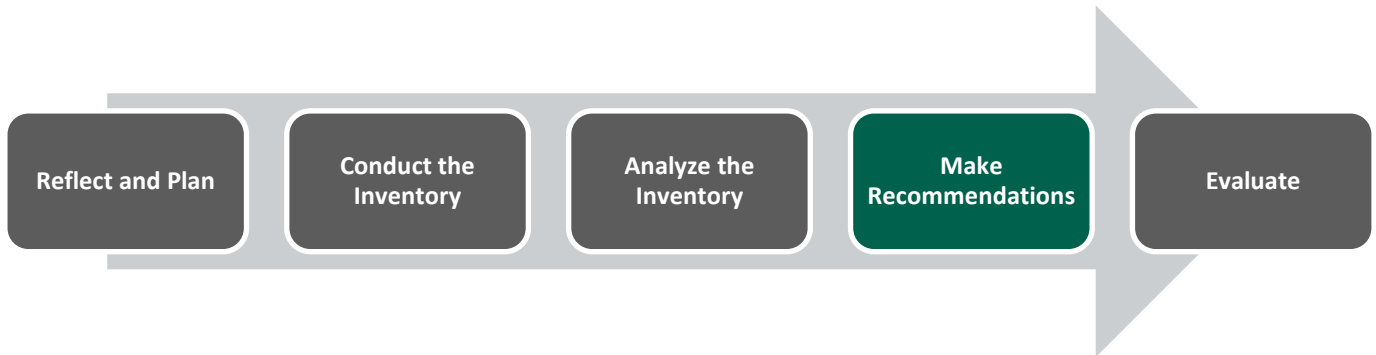 Reflect and Plan
Conduct the
Inventory
Analyze the
Inventory
Make
Recommendations
Evaluate